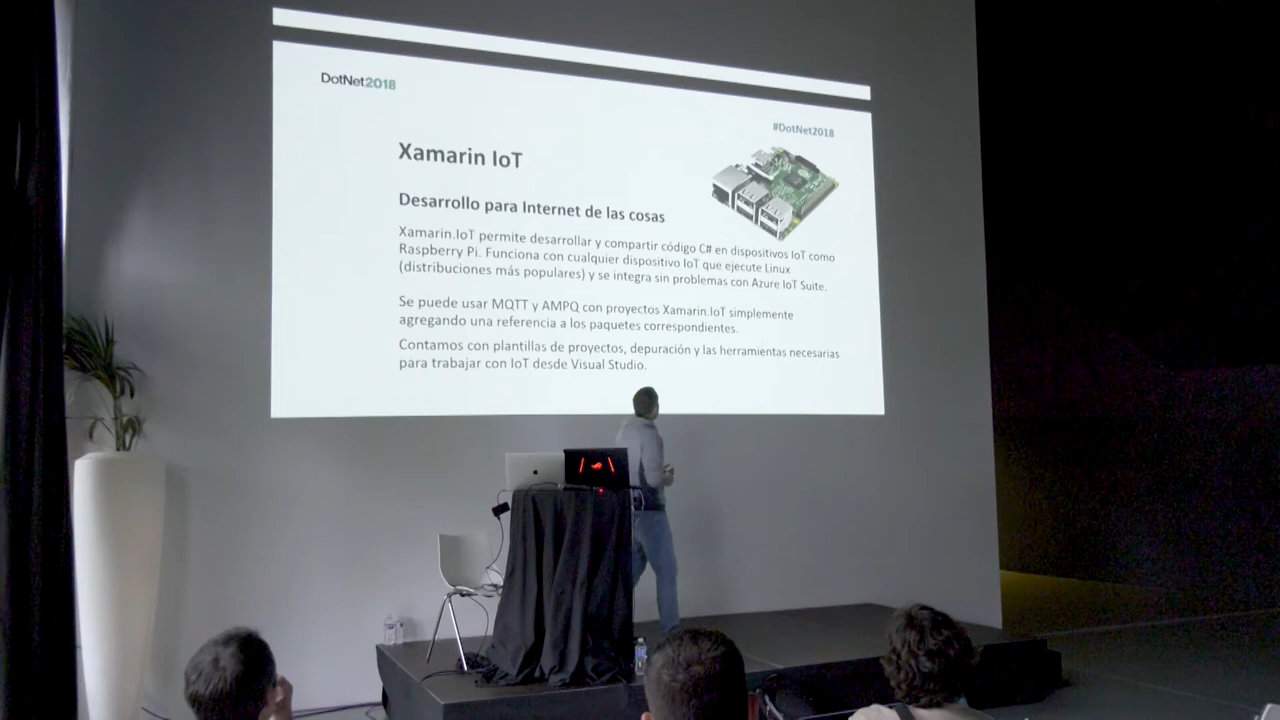 DotNet2018
#DotNet2018
Xamarin IoT
Desarrollo para Internet de las cosas
Xamarin.IoT permite desarrollar y compartir código C# en dispositivos IoT como
Raspberry Pi. Funciona con cualquier dispositivo IoT que ejecute Linux
(distribuciones más populares) y se integra sin problemas con Azure IoT Suite.
Se puede usar MQTT y AMPQ con proyectos Xamarin.IoT simplemente
agregando una referencia a los paquetes correspondientes.
Contamos con plantillas de proyectos, depuración y las herramientas necesarias
para trabajar con IoT desde Visual Studio.